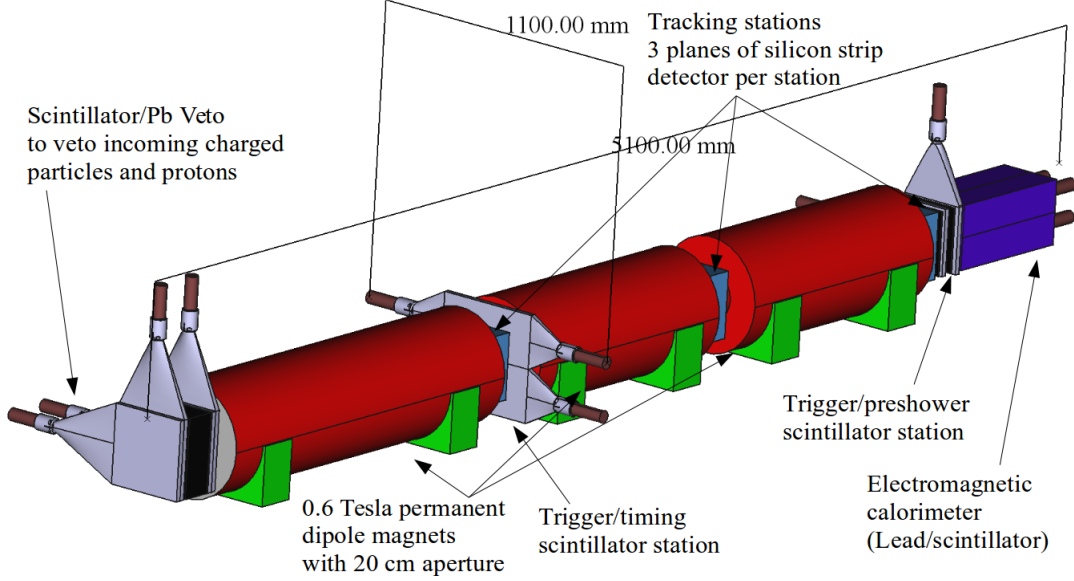 1100.00 mm
Tracking stations
3 planes of silicon strip
detector per station
Scintillator/Pb Veto
to veto incoming charged
particles and protons
5100.00 mm
Trigger/preshower
scintillator station
0.6 Tesla permanent
dipole magnets
with 20 cm aperture
Trigger/timing
scintillator station
Electromagnetic
calorimeter
(Lead/scintillator)